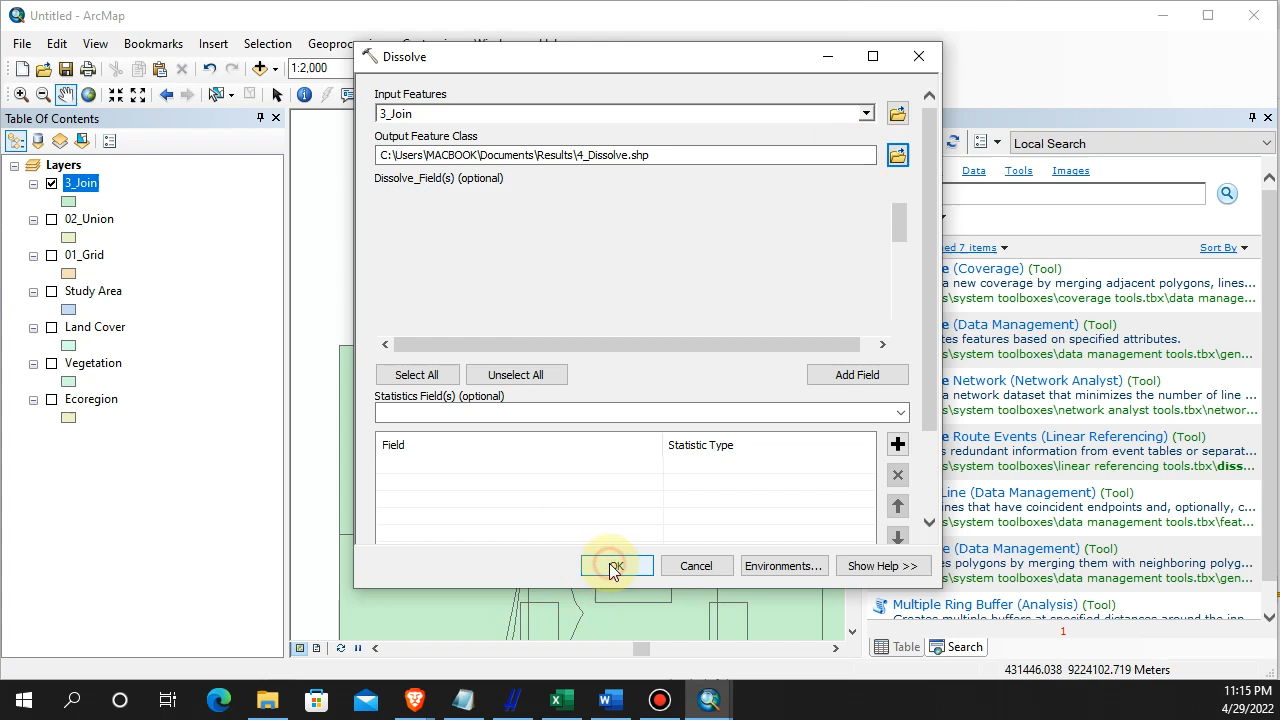 Untitled - ArcMap
File Edit View Bookmarks Insert Selection
1:2,000
Table Of Contents
Layers
3_Join
02_Union
01_Grid
Study Area
Land Cover
Vegetation
Ecoregion
Dissolve
Input Features
3_Join
Output Feature Class
C:\Users\MACBOOK\Documents\Results\4_Dissolve.shp
Dissolve_Field(s) (optional)
Select All Unselect All Add Field
Statistics Field(s) (optional)
Field Statistic Type
OK Cancel Environments... Show Help >>
Local Search
Data Tools Images
ed 7 items Sort By
e (Coverage) (Tool)
a new coverage by merging adjacent polygons, lines...
\system toolboxes\coverage tools.tbx\data manage...
e (Data Management) (Tool)
tes features based on specified attributes.
s\system toolboxes\data management tools.tbx\gen...
e Network (Network Analyst) (Tool)
a network dataset that minimizes the number of line ...
s\system toolboxes\network analyst tools.tbx\networ...
e Route Events (Linear Referencing) (Tool)
s redundant information from event tables or separat...
s\system toolboxes\linear referencing tools.tbx\diss...
Line (Data Management) (Tool)
ines that have coincident endpoints and, optionally, c...
s\system toolboxes\data management tools.tbx\feat...
e (Data Management) (Tool)
es polygons by merging them with neighboring polyg...
s\system toolboxes\data management tools.tbx\gen...
Multiple Ring Buffer (Analysis) (Tool)
1
Table Search
431446.038 9224102.719 Meters
11:15 PM
4/29/2022